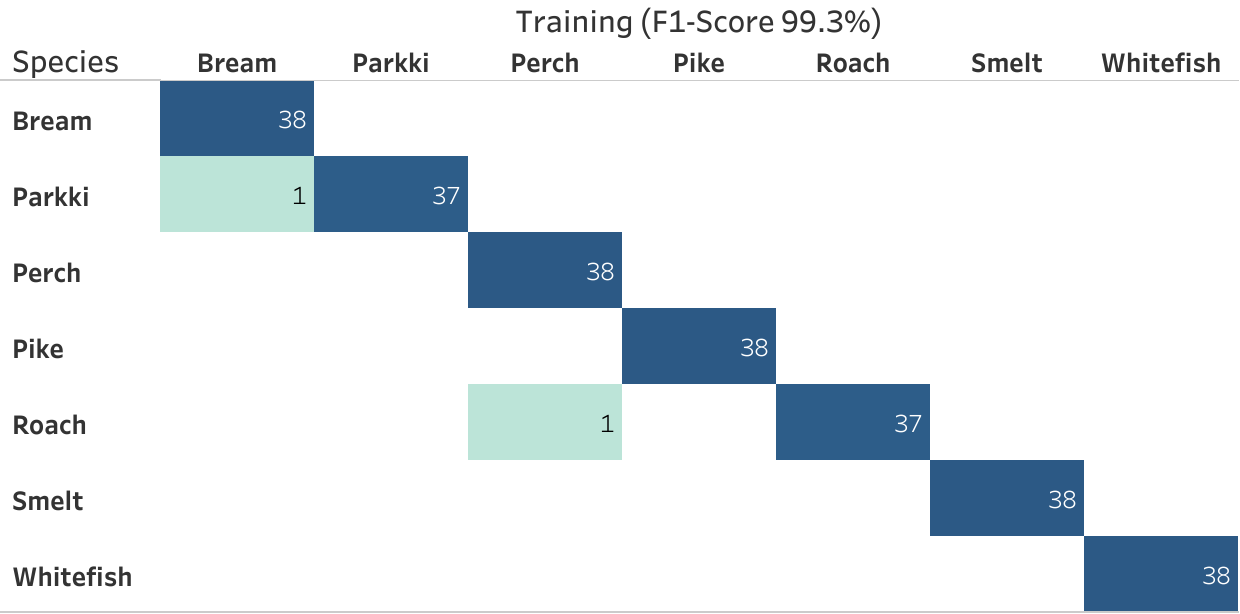 Training (F1-Score 99.3%)
Species Bream Parkki Perch Pike Roach Smelt Whitefish
Bream 38
Parkki 1 37
Perch 38
Pike 38
Roach 1 37
Smelt 38
Whitefish 38